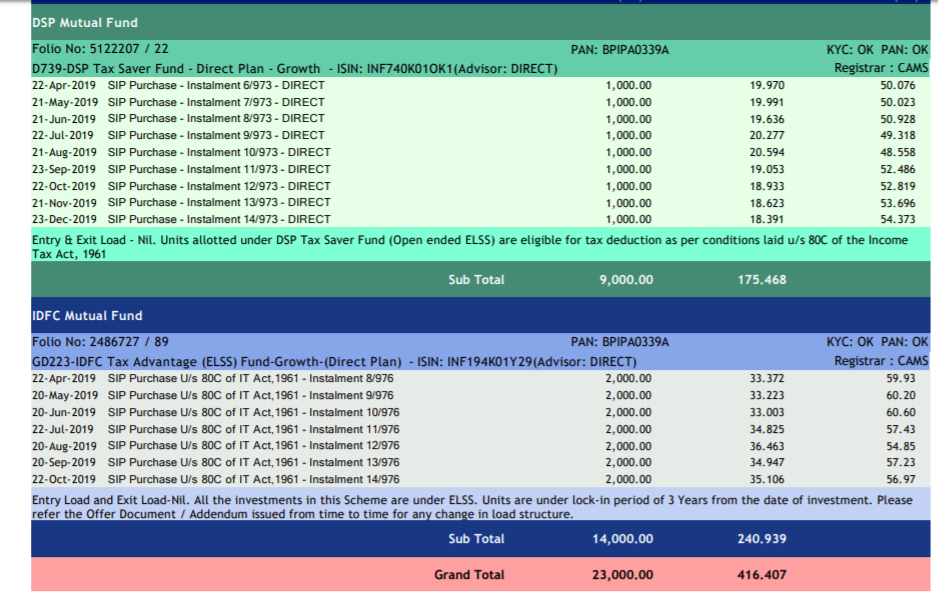 DSP Mutual Fund
Folio No: 5122207 / 22 PAN: BPIPA0339A KYC: OK PAN: OK
D739-DSP Tax Saver Fund - Direct Plan - Growth - ISIN: INF740K01OK1(Advisor: DIRECT) Registrar : CAMS
22-Apr-2019 SIP Purchase - Instalment 6/973 - DIRECT 1,000.00 19.970 50.076
21-May-2019 SIP Purchase - Instalment 7/973 - DIRECT 1,000.00 19.991 50.023
21-Jun-2019 SIP Purchase - Instalment 8/973 - DIRECT 1,000.00 19.636 50.928
22-Jul-2019 SIP Purchase - Instalment 9/973 - DIRECT 1,000.00 20.277 49.318
21-Aug-2019 SIP Purchase - Instalment 10/973 - DIRECT 1,000.00 20.594 48.558
23-Sep-2019 SIP Purchase - Instalment 11/973 - DIRECT 1,000.00 19.053 52.486
22-Oct-2019 SIP Purchase - Instalment 12/973 - DIRECT 1,000.00 18.933 52.819
21-Nov-2019 SIP Purchase - Instalment 13/973 - DIRECT 1,000.00 18.623 53.696
23-Dec-2019 SIP Purchase - Instalment 14/973 - DIRECT 1,000.00 18.391 54.373
Entry & Exit Load - Nil. Units allotted under DSP Tax Saver Fund (Open ended ELSS) are eligible for tax deduction as per conditions laid u/s 80C of the Income
Tax Act, 1961
Sub Total 9,000.00 175.468
IDFC Mutual Fund
Folio No: 2486727 / 89 PAN: BPIPA0339A KYC: OK PAN: OK
GD223-IDFC Tax Advantage (ELSS) Fund-Growth-(Direct Plan) - ISIN: INF194K01Y29(Advisor: DIRECT) Registrar : CAMS
22-Apr-2019 SIP Purchase U/s 80C of IT Act,1961 - Instalment 8/976 2,000.00 33.372 59.93
20-May-2019 SIP Purchase U/s 80C of IT Act,1961 - Instalment 9/976 2,000.00 33.223 60.20
20-Jun-2019 SIP Purchase U/s 80C of IT Act,1961 - Instalment 10/976 2,000.00 33.003 60.60
22-Jul-2019 SIP Purchase U/s 80C of IT Act,1961 - Instalment 11/976 2,000.00 34.825 57.43
20-Aug-2019 SIP Purchase U/s 80C of IT Act,1961 - Instalment 12/976 2,000.00 36.463 54.85
20-Sep-2019 SIP Purchase U/s 80C of IT Act,1961 - Instalment 13/976 2,000.00 34.947 57.23
22-Oct-2019 SIP Purchase U/s 80C of IT Act,1961 - Instalment 14/976 2,000.00 35.106 56.97
Entry Load and Exit Load-Nil. All the investments in this Scheme are under ELSS. Units are under lock-in period of 3 Years from the date of investment. Please
refer the Offer Document / Addendum issued from time to time for any change in load structure.
Sub Total 14,000.00 240.939
Grand Total 23,000.00 416.407